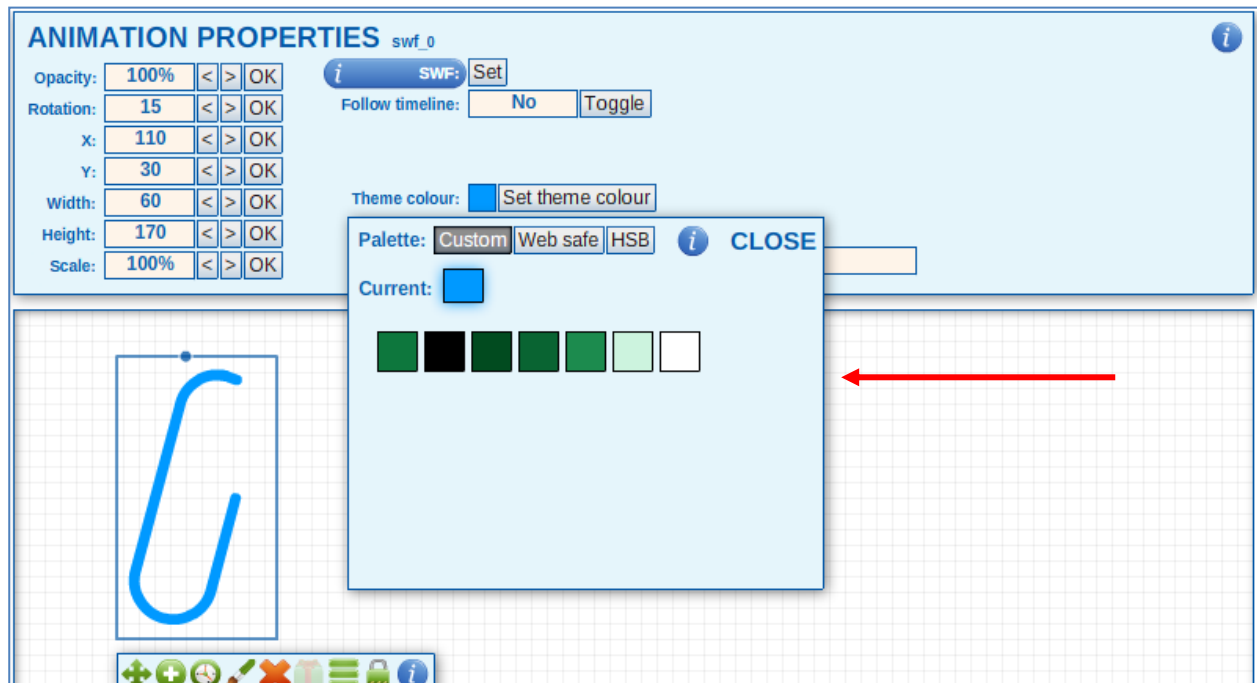 ANIMATION PROPERTIES swf_0
Opacity: 100% < > OK
i SWF: Set
Rotation: 15 < > OK
Follow timeline: No Toggle
X: 110 < > OK
Y: 30 < > OK
Width: 60 < > OK
Theme colour: Set theme colour
Height: 170 < > OK
Scale: 100% < > OK
Palette: Custom Web safe HSB i CLOSE
Current:
i
i